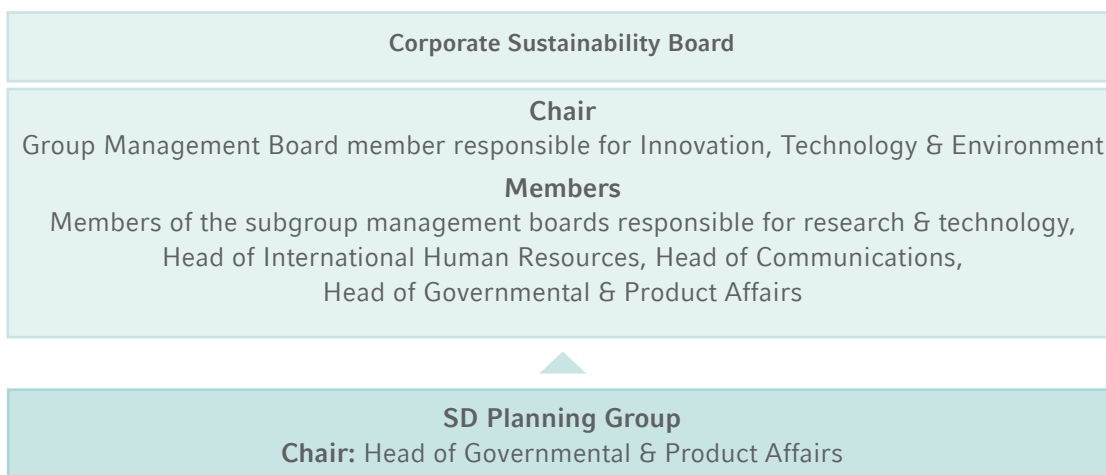 Corporate Sustainability Board
Chair
Group Management Board member responsible for Innovation, Technology & Environment
Members
Members of the subgroup management boards responsible for research & technology,
Head of International Human Resources, Head of Communications,
Head of Governmental & Product Affairs
SD Planning Group
Chair: Head of Governmental & Product Affairs